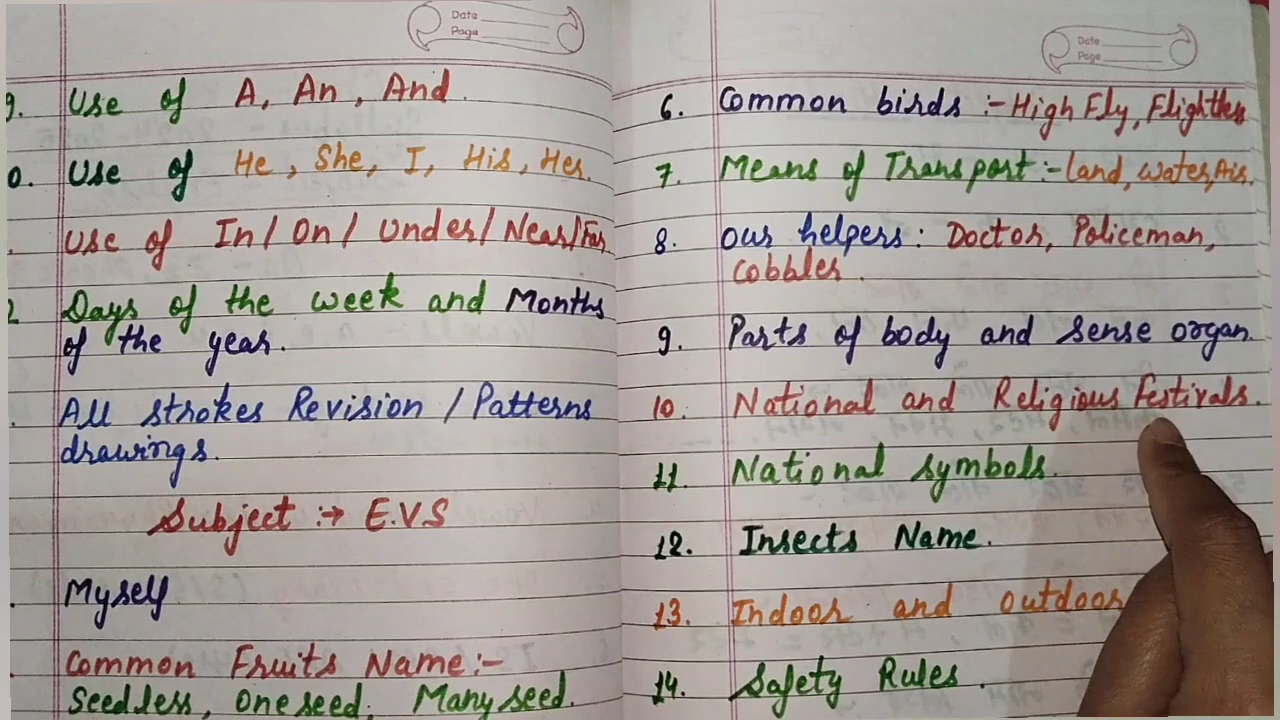 Date
Page
9. Use of A, An, And.
0. Use of He, She, I, His, Her.
. Use of In/ On/ Under/ Near/Far
2 Days of the week and Months
of the year.
. All strokes Revision / Patterns
drawings.
Subject :→ E.V.S
. Myself
. Common Fruits Name:-
Seedless, One seed, Many seed.
Date
Page
6. Common birds :- High Fly, Flightless
7. Means of Transport:- Land, Water, Air.
8. Our helpers: Doctor, Policeman,
Cobbler.
9. Parts of body and sense organ.
10. National and Religious Festivals.
11. National symbols.
12. Insects Name.
13. Indoor and outdoor
14. Safety Rules.